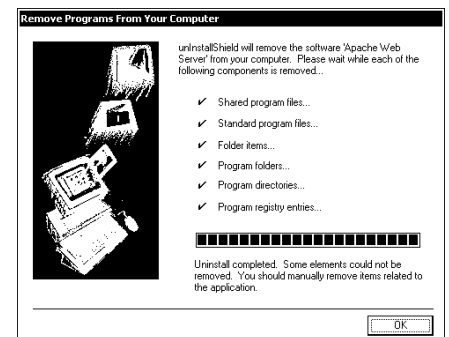 Remove Programs From Your Computer
unInstallShield will remove the software 'Apache Web
Server' from your computer. Please wait while each of the
following components is removed...
✔ Shared program files...
✔ Standard program files...
✔ Folder items...
✔ Program folders...
✔ Program directories...
✔ Program registry entries...
Uninstall completed. Some elements could not be
removed. You should manually remove items related to
the application.
OK